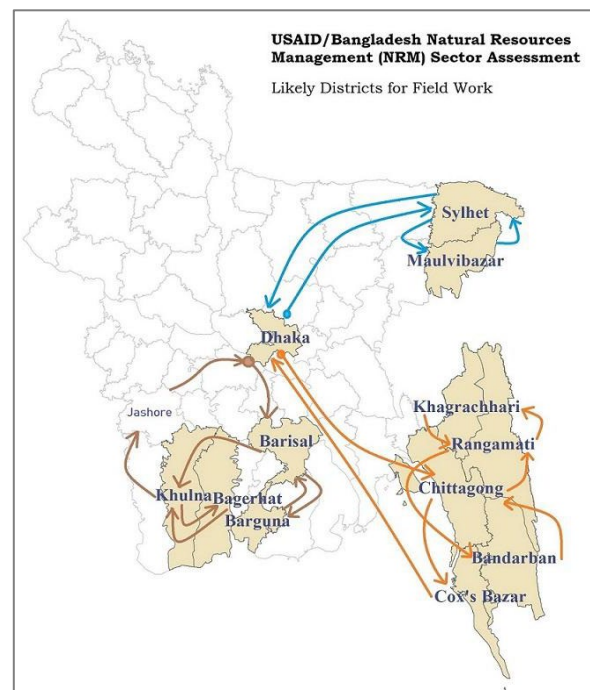 USAID/Bangladesh Natural Resources
Management (NRM) Sector Assessment
Likely Districts for Field Work
Sylhet
Maulvibazar
Dhaka
Khagrachhari
Jashore
Barisal
Rangamati
Khulna
Bagerhat
Chittagong
Barguna
Bandarban
Cox's Bazar